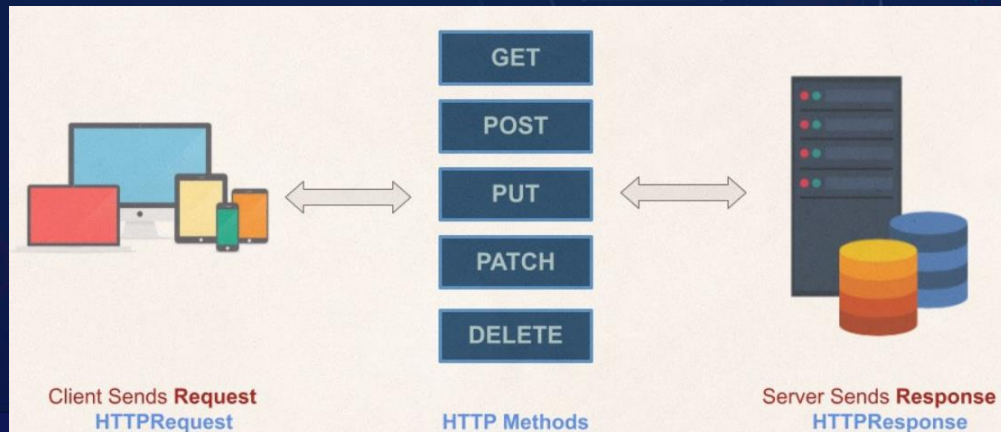 GET
POST
PUT
PATCH
DELETE
Client Sends Request
HTTPRequest
HTTP Methods
Server Sends Response
HTTPResponse